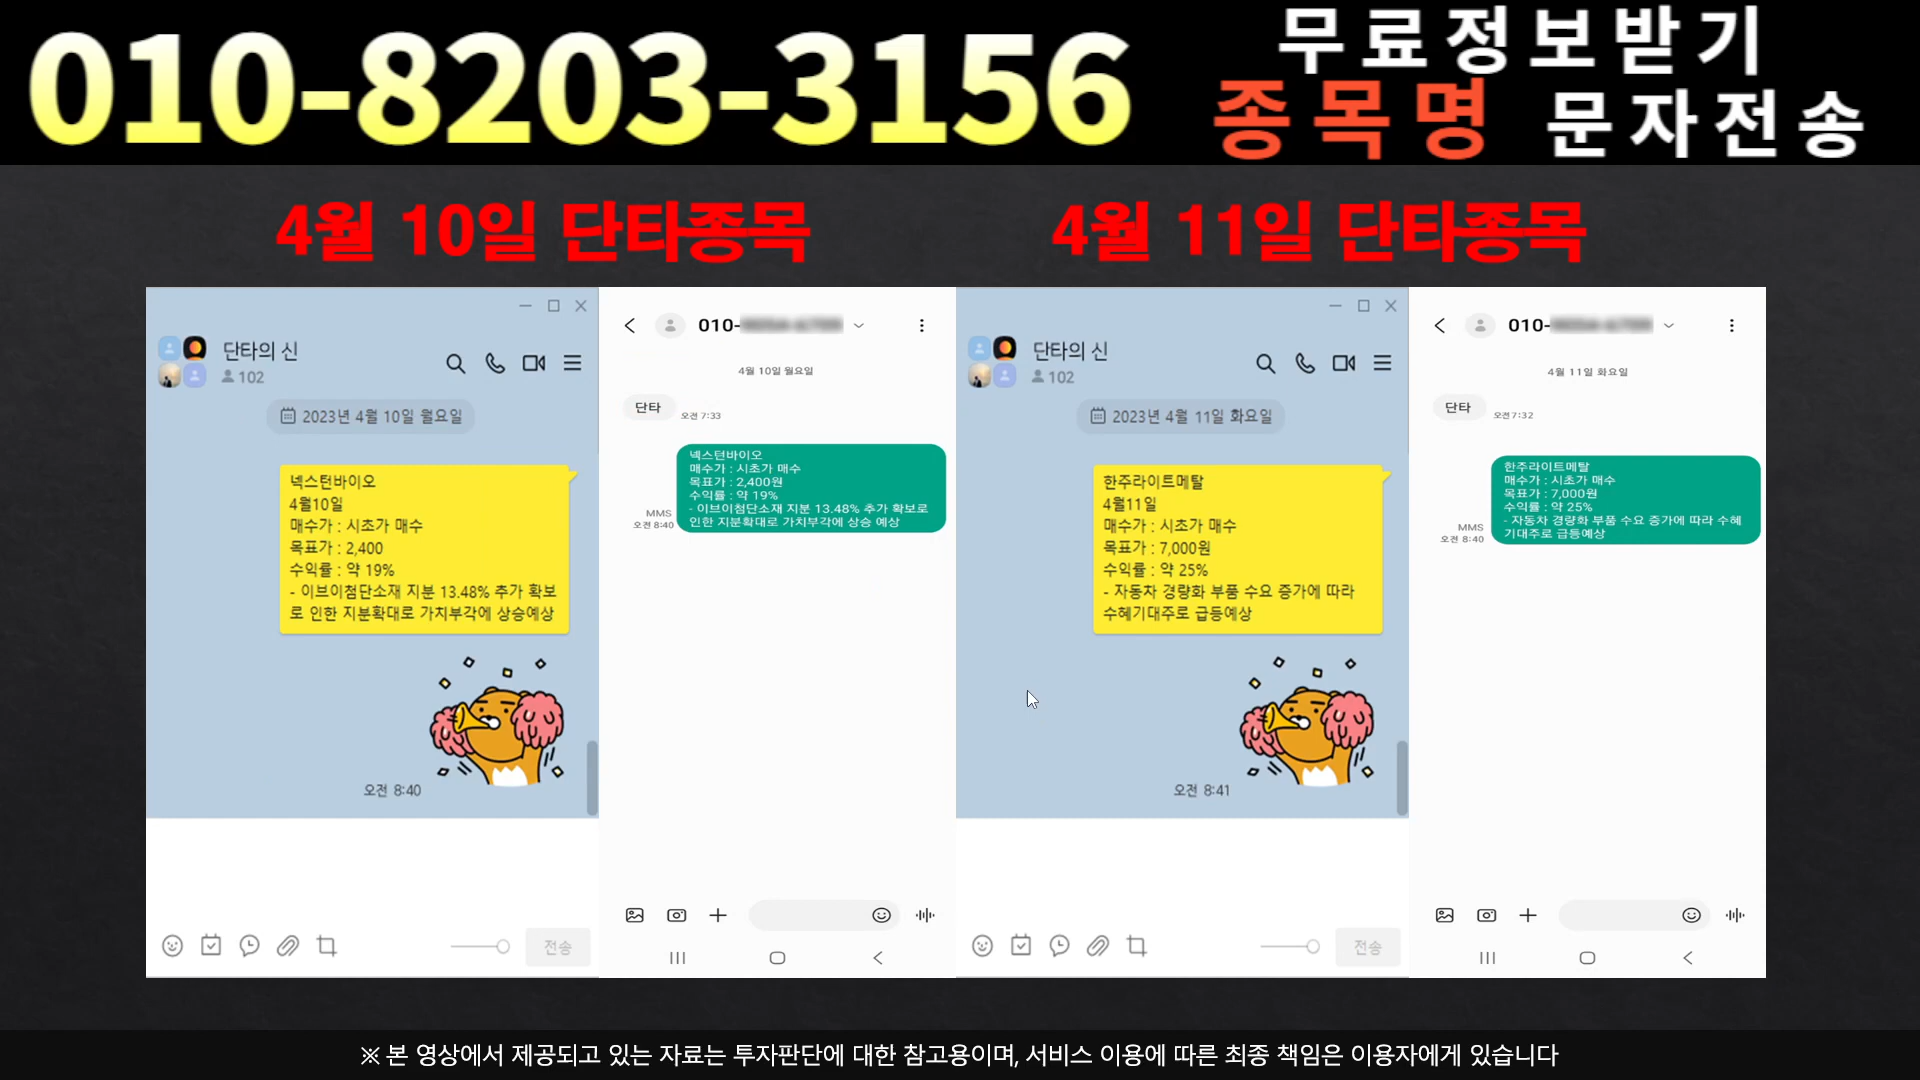 010-8203-3156
무료정보받기
종목명 문자전송
4월 10일 단타종목
4월 11일 단타종목
단타의 신
102
2023년 4월 10일 월요일
넥스턴바이오
4월10일
매수가 : 시초가 매수
목표가 : 2,400
수익률 : 약 19%
- 이브이첨단소재 지분 13.48% 추가 확보
로 인한 지분확대로 가치부각에 상승예상
오전 8:40
전송
010-
4월 10일 월요일
단타
오전 7:33
넥스턴바이오
매수가 : 시초가 매수
목표가 : 2,400원
수익률 : 약 19%
- 이브이첨단소재 지분 13.48% 추가 확보로
인한 지분확대로 가치부각에 상승 예상
MMS
오전 8:40
단타의 신
102
2023년 4월 11일 화요일
한주라이트메탈
4월11일
매수가 : 시초가 매수
목표가 : 7,000원
수익률 : 약 25%
- 자동차 경량화 부품 수요 증가에 따라
수혜기대주로 급등예상
오전 8:41
전송
010-
4월 11일 화요일
단타
오전 7:32
한주라이트메탈
매수가 : 시초가 매수
목표가 : 7,000원
수익률 : 약 25%
- 자동차 경량화 부품 수요 증가에 따라 수혜
기대주로 급등예상
MMS
오전 8:40
※ 본 영상에서 제공되고 있는 자료는 투자판단에 대한 참고용이며, 서비스 이용에 따른 최종 책임은 이용자에게 있습니다